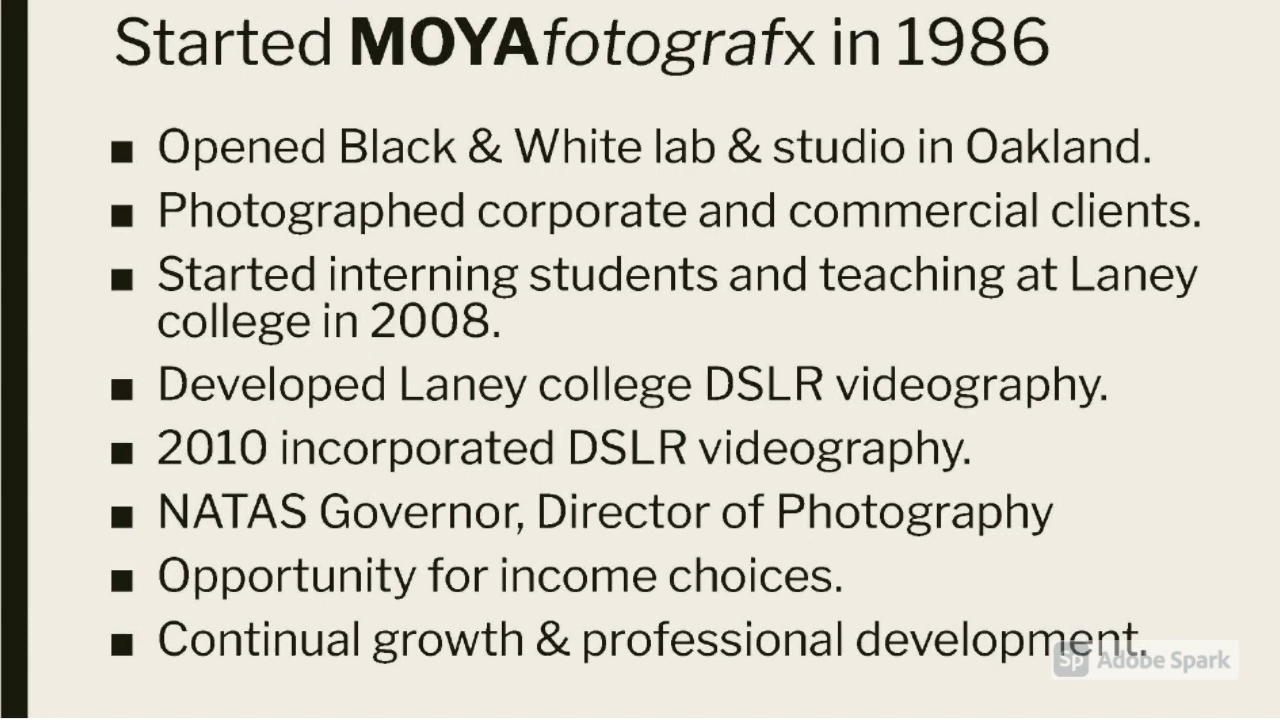 Started MOYAfotografx in 1986
■ Opened Black & White lab & studio in Oakland.
■ Photographed corporate and commercial clients.
■ Started interning students and teaching at Laney
college in 2008.
■ Developed Laney college DSLR videography.
■ 2010 incorporated DSLR videography.
■ NATAS Governor, Director of Photography
■ Opportunity for income choices.
■ Continual growth & professional development.
Sp Adobe Spark